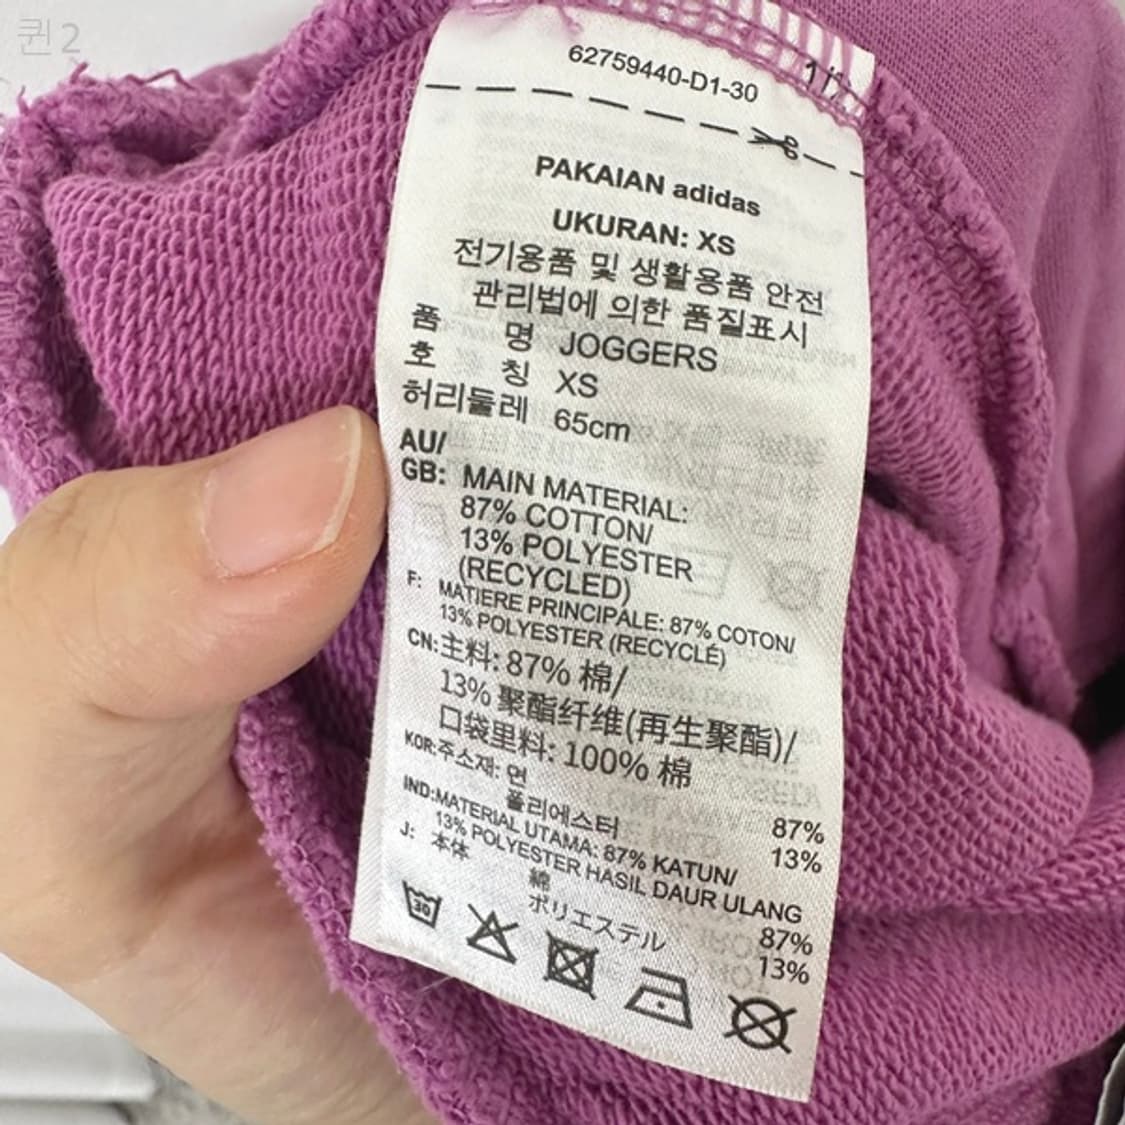 퀸2
62759440-D1-30
PAKAIAN adidas
UKURAN: XS
전기용품 및 생활용품 안전
관리법에 의한 품질표시
품 명 JOGGERS
호 칭 XS
허리둘레 65cm
AU/
GB: MAIN MATERIAL:
87% COTTON/
13% POLYESTER
(RECYCLED)
F: MATIERE PRINCIPALE: 87% COTON/
13% POLYESTER (RECYCLÉ)
CN: 主料: 87% 棉/
13% 聚酯纤维(再生聚酯)/
口袋里料: 100% 棉
KOR: 주소재: 면 87%
폴리에스터 13%
IND: MATERIAL UTAMA: 87% KATUN/
13% POLYESTER HASIL DAUR ULANG
J: 本体
綿 87%
ポリエステル 13%
30